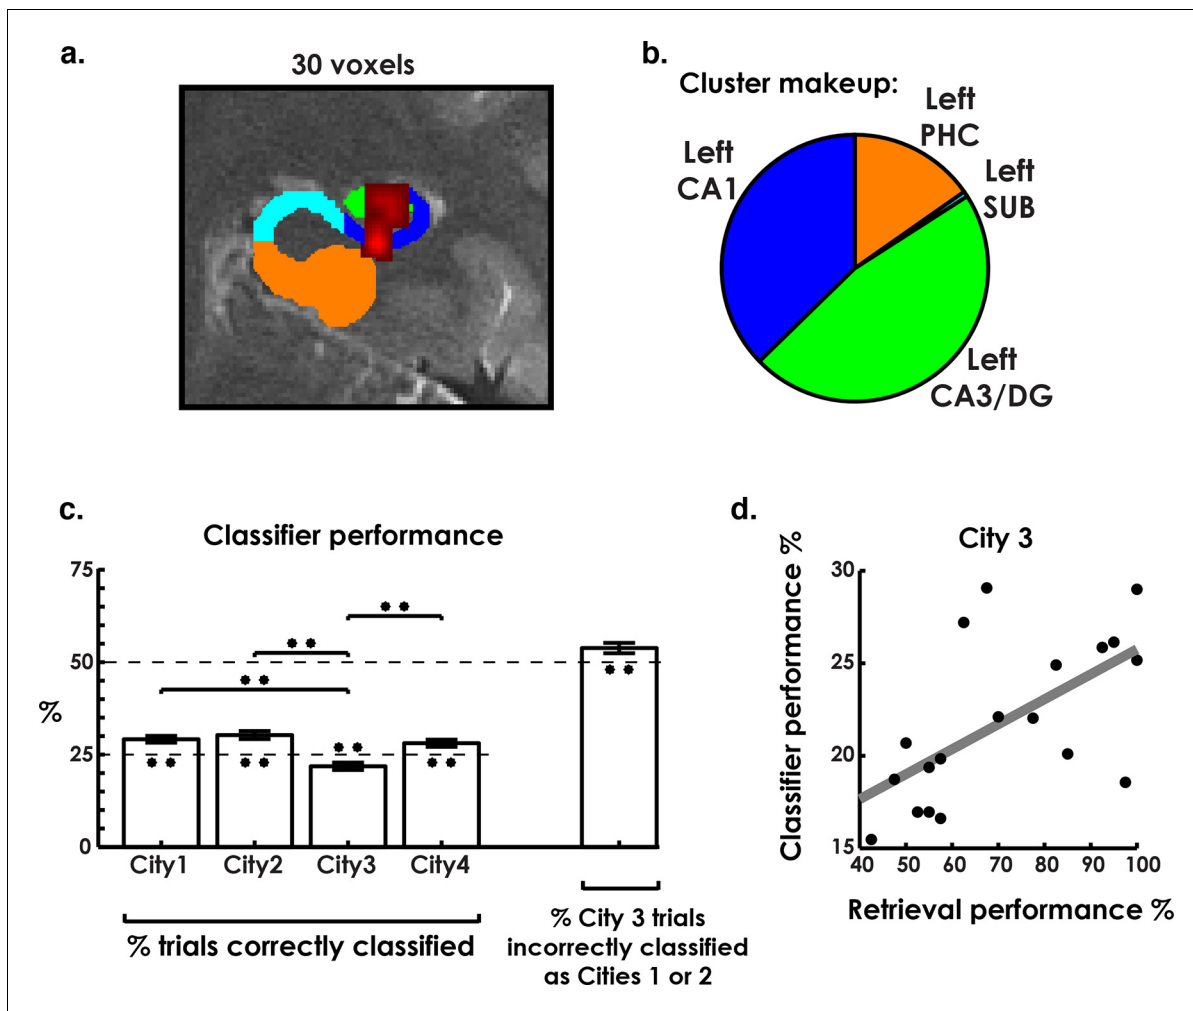 a.
30 voxels
b.
Cluster makeup:
Left
PHC
Left
SUB
Left
CA1
Left
CA3/DG
c.
Classifier performance
75
50
25
0
%
** 
**
**
**
**
**
**
**
City1 City2 City3 City4
% trials correctly classified
% City 3 trials
incorrectly classified
as Cities 1 or 2
d.
City 3
Classifier performance %
30
25
20
15
40 50 60 70 80 90 100
Retrieval performance %